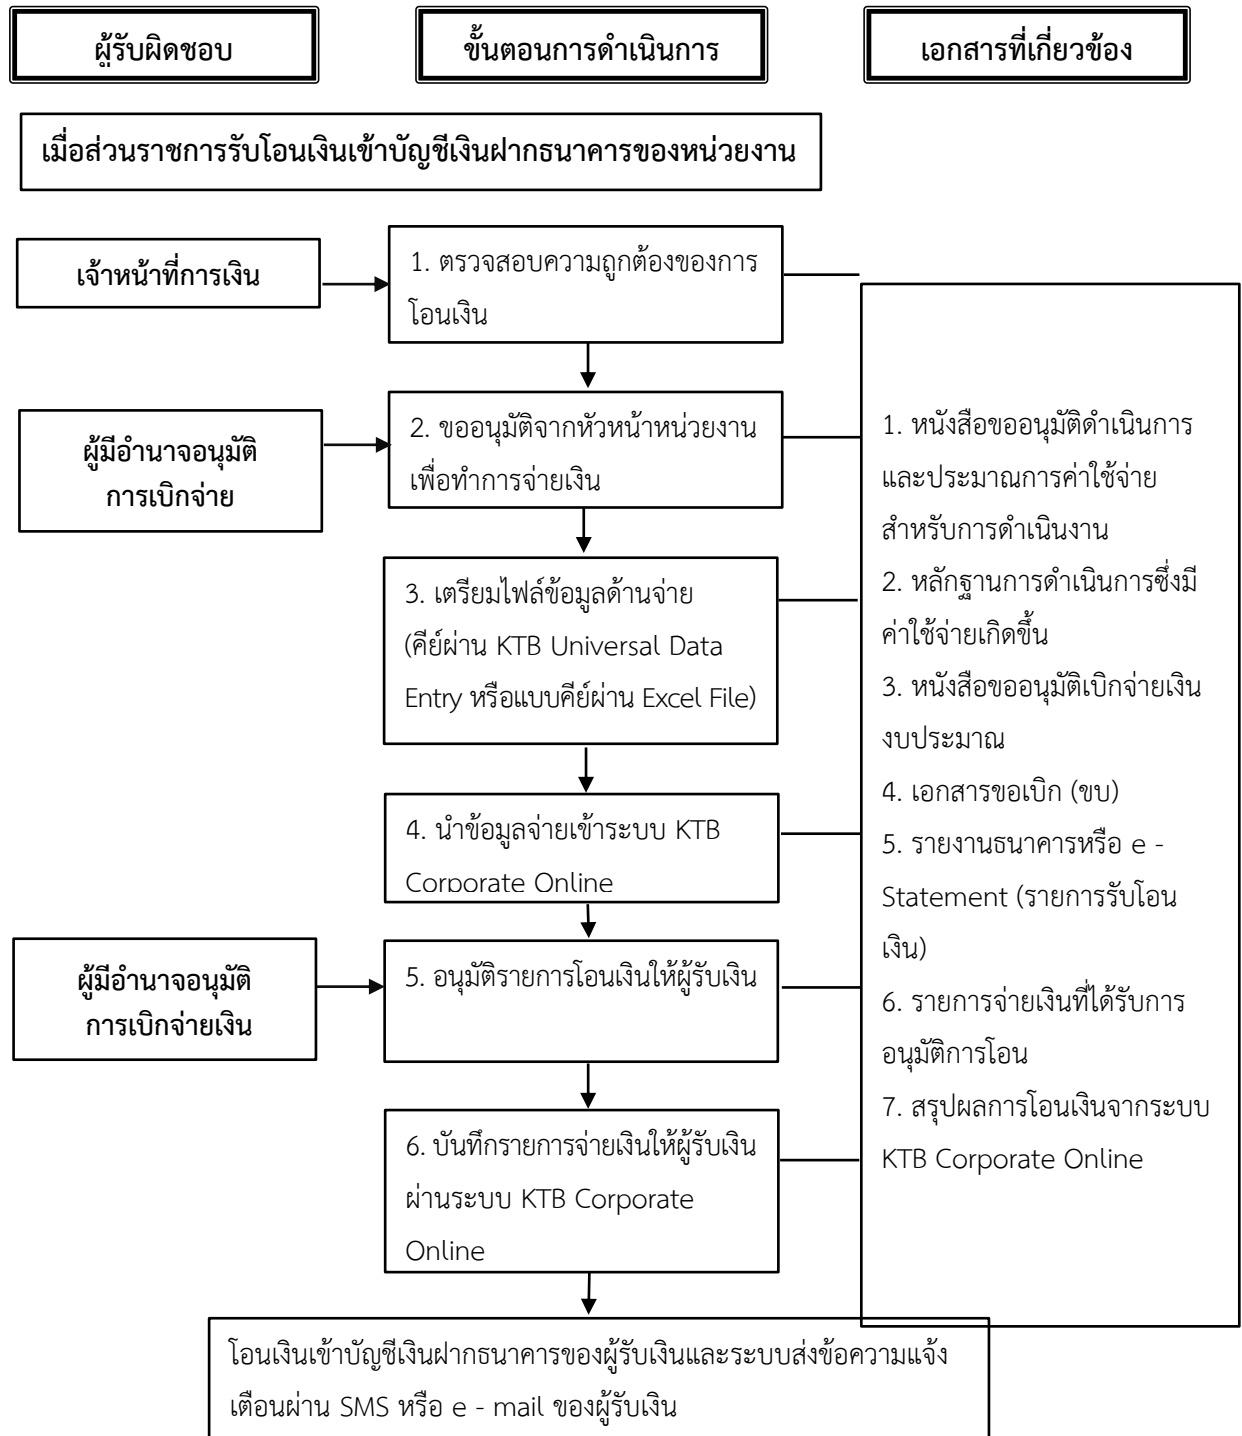 ผู้รับผิดชอบ
ขั้นตอนการดำเนินการ
เอกสารที่เกี่ยวข้อง
เมื่อส่วนราชการรับโอนเงินเข้าบัญชีเงินฝากธนาคารของหน่วยงาน
เจ้าหน้าที่การเงิน
1. ตรวจสอบความถูกต้องของการ
โอนเงิน
ผู้มีอำนาจอนุมัติ
การเบิกจ่าย
2. ขออนุมัติจากหัวหน้าหน่วยงาน
เพื่อทำการจ่ายเงิน
3. เตรียมไฟล์ข้อมูลด้านจ่าย
(คีย์ผ่าน KTB Universal Data
Entry หรือแบบคีย์ผ่าน Excel File)
4. นำข้อมูลจ่ายเข้าระบบ KTB
Corporate Online
ผู้มีอำนาจอนุมัติ
การเบิกจ่ายเงิน
5. อนุมัติรายการโอนเงินให้ผู้รับเงิน
6. บันทึกรายการจ่ายเงินให้ผู้รับเงิน
ผ่านระบบ KTB Corporate
Online
1. หนังสือขออนุมัติดำเนินการ
และประมาณการค่าใช้จ่าย
สำหรับการดำเนินงาน
2. หลักฐานการดำเนินการซึ่งมี
ค่าใช้จ่ายเกิดขึ้น
3. หนังสือขออนุมัติเบิกจ่ายเงิน
งบประมาณ
4. เอกสารขอเบิก (ขบ)
5. รายงานธนาคารหรือ e -
Statement (รายการรับโอน
เงิน)
6. รายการจ่ายเงินที่ได้รับการ
อนุมัติการโอน
7. สรุปผลการโอนเงินจากระบบ
KTB Corporate Online
โอนเงินเข้าบัญชีเงินฝากธนาคารของผู้รับเงินและระบบส่งข้อความแจ้ง
เตือนผ่าน SMS หรือ e - mail ของผู้รับเงิน